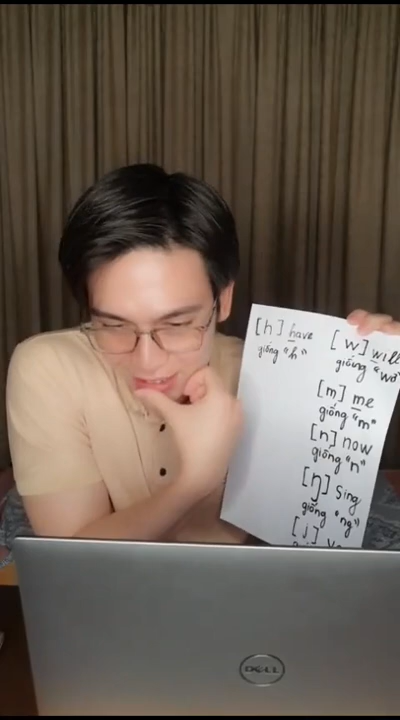 [h] have
giống "h"
[w] will
giống "wờ"
[m] me
giống "m"
[n] now
giống "n"
[ŋ] Sing
giống "ng"
[j]
DELL